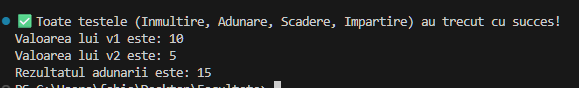 ✅ Toate testele (Inmultire, Adunare, Scadere, Impartire) au trecut cu succes!
Valoarea lui v1 este: 10
Valoarea lui v2 este: 5
Rezultatul adunarii este: 15